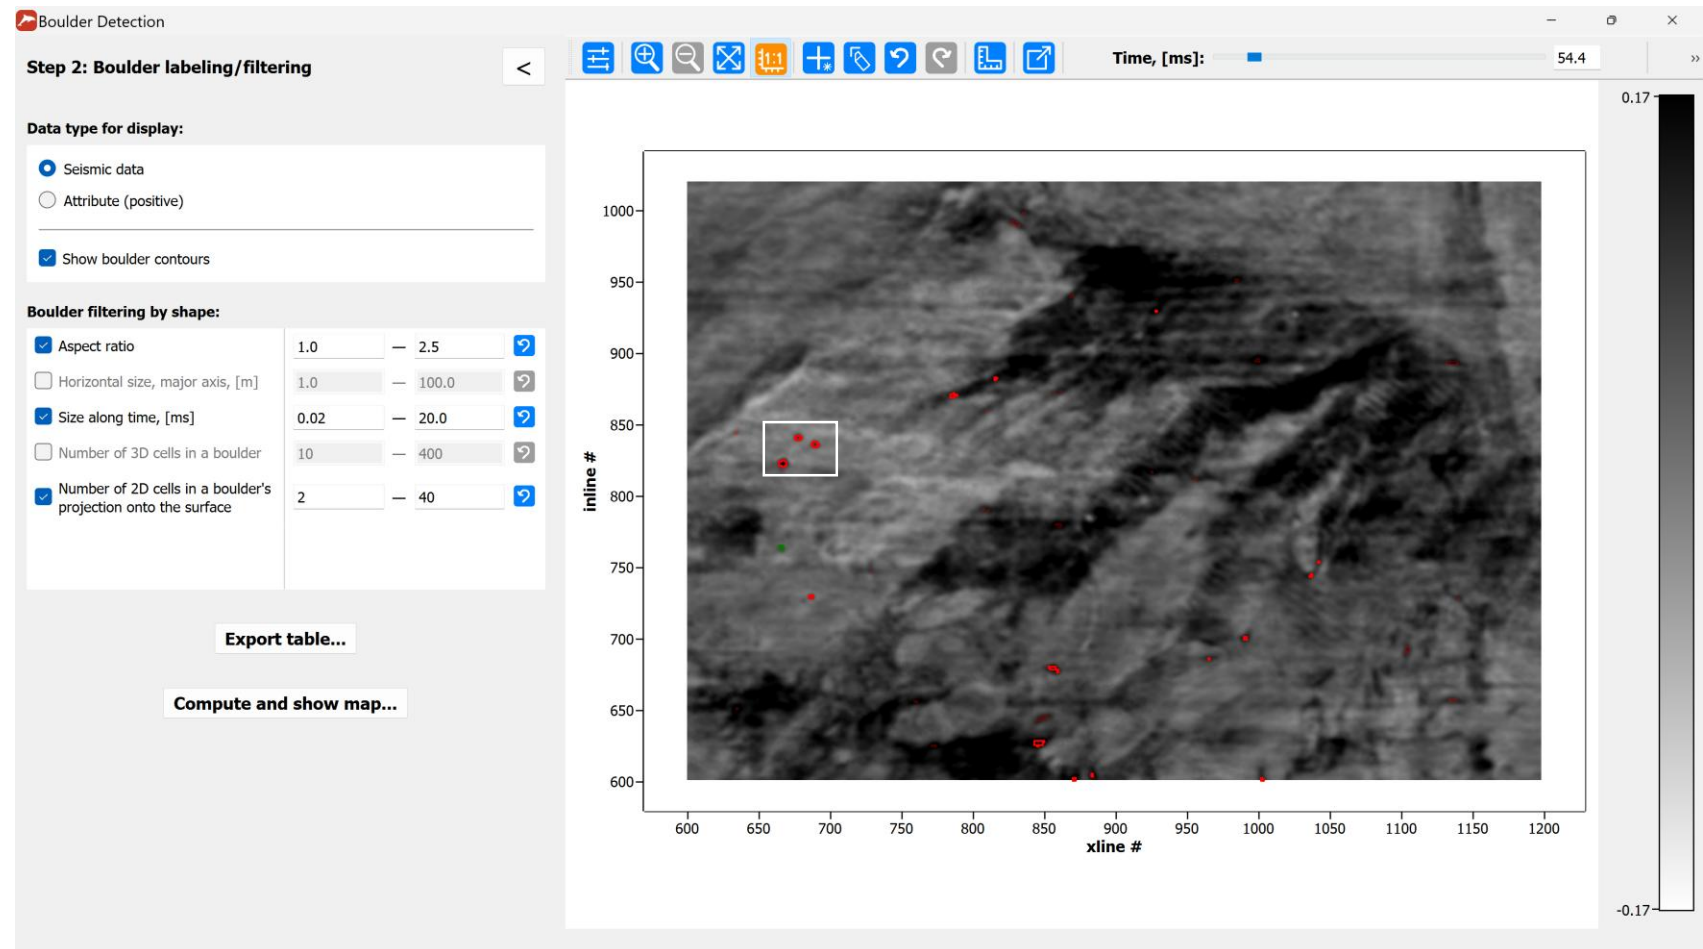 Boulder Detection
Step 2: Boulder labeling/filtering
<
Time, [ms]:
54.4
»
Data type for display:
Seismic data
Attribute (positive)
Show boulder contours
Boulder filtering by shape:
Aspect ratio 1.0 — 2.5
Horizontal size, major axis, [m] 1.0 — 100.0
Size along time, [ms] 0.02 — 20.0
Number of 3D cells in a boulder 10 — 400
Number of 2D cells in a boulder's
projection onto the surface 2 — 40
Export table...
Compute and show map...
1:1
0.17
1000
950
900
850
800
750
700
650
600
inline #
600 650 700 750 800 850 900 950 1000 1050 1100 1150 1200
xline #
-0.17